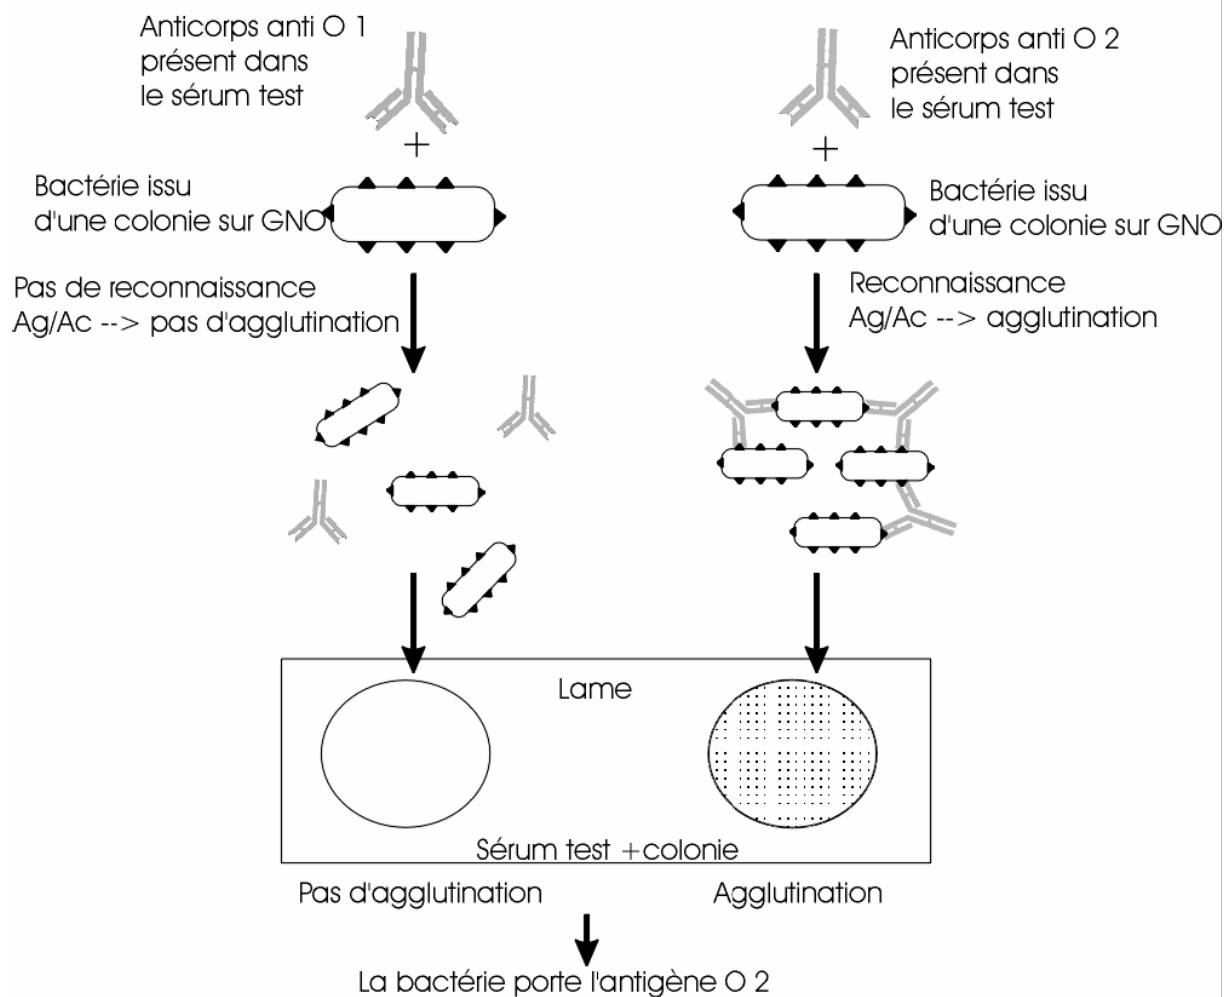 Anticorps anti O 1
présent dans
le sérum test
+
Anticorps anti O 2
présent dans
le sérum test
+
Bactérie issu
d'une colonie sur GNO
Bactérie issu
d'une colonie sur GNO
Pas de reconnaissance
Ag/Ac --> pas d'agglutination
Reconnaissance
Ag/Ac --> agglutination
Lame
Sérum test +colonie
Pas d'agglutination
Agglutination
La bactérie porte l'antigène O 2